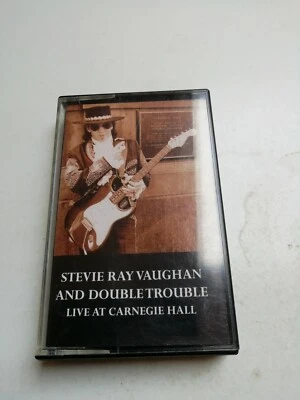 STEVIE RAY VAUGHAN
AND DOUBLE TROUBLE
LIVE AT CARNEGIE HALL